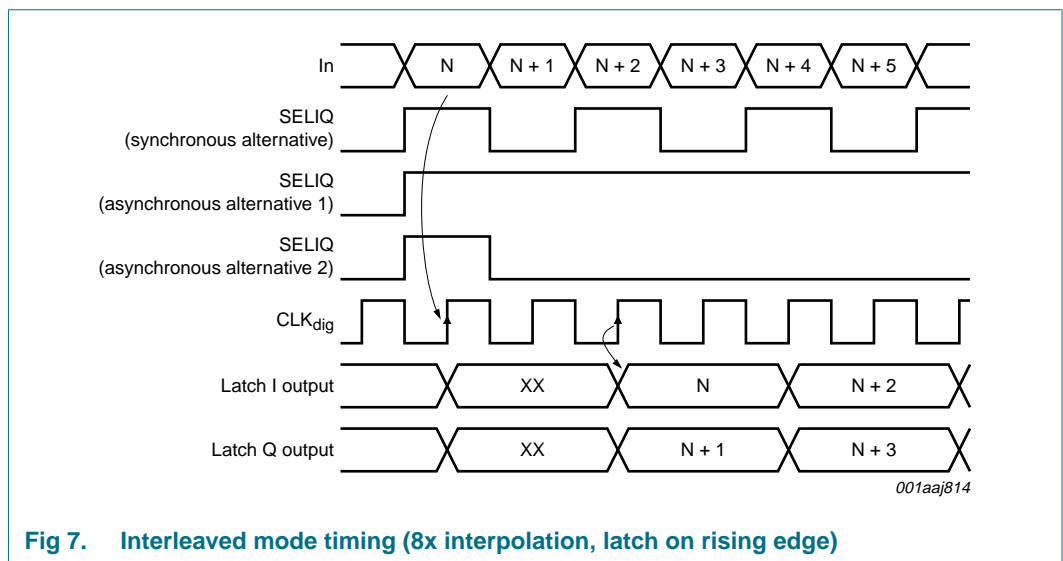 In
N N + 1 N + 2 N + 3 N + 4 N + 5
SELIQ
(synchronous alternative)
SELIQ
(asynchronous alternative 1)
SELIQ
(asynchronous alternative 2)
CLKdig
Latch I output
XX N N + 2
Latch Q output
XX N + 1 N + 3
001aaj814
Fig 7. Interleaved mode timing (8x interpolation, latch on rising edge)